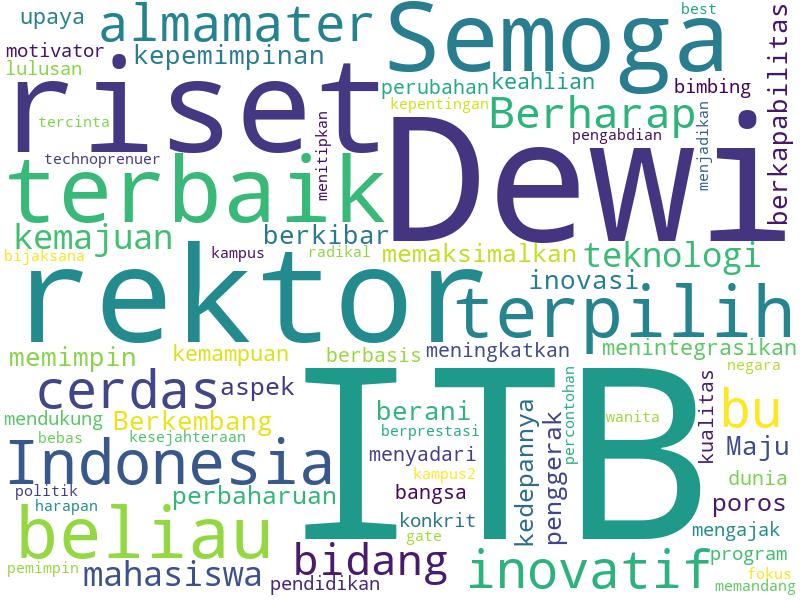 upaya
almamater
Semoga
best
berkapabilitas
motivator
kepemimpinan
lulusan
riset
perubahan
keahlian
bimbing
kepentingan
Berharap
tercinta
menitipkan
pengabdian
menjadikan
Dewi
technoprenuer
terbaik
kemajuan
berkibar
bijaksana
kampus
radikal
memaksimalkan
teknologi
rektor
inovasi
terpilih
memimpin
kemampuan
berbasis
meningkatkan
menintegrasikan
negara
cerdas
aspek
ITB
percontohan
kualitas
bu
mendukung
Berkembang
berani
kedepannya
penggerak
wanita
bebas
kesejahteraan
berprestasi
Indonesia
menyadari
Maju
kampus2
dunia
politik
perbaharuan
bangsa
poros
harapan
beliau
konkrit
mengajak
gate
bidang
inovatif
program
pemimpin
mahasiswa
pendidikan
fokus
memandang